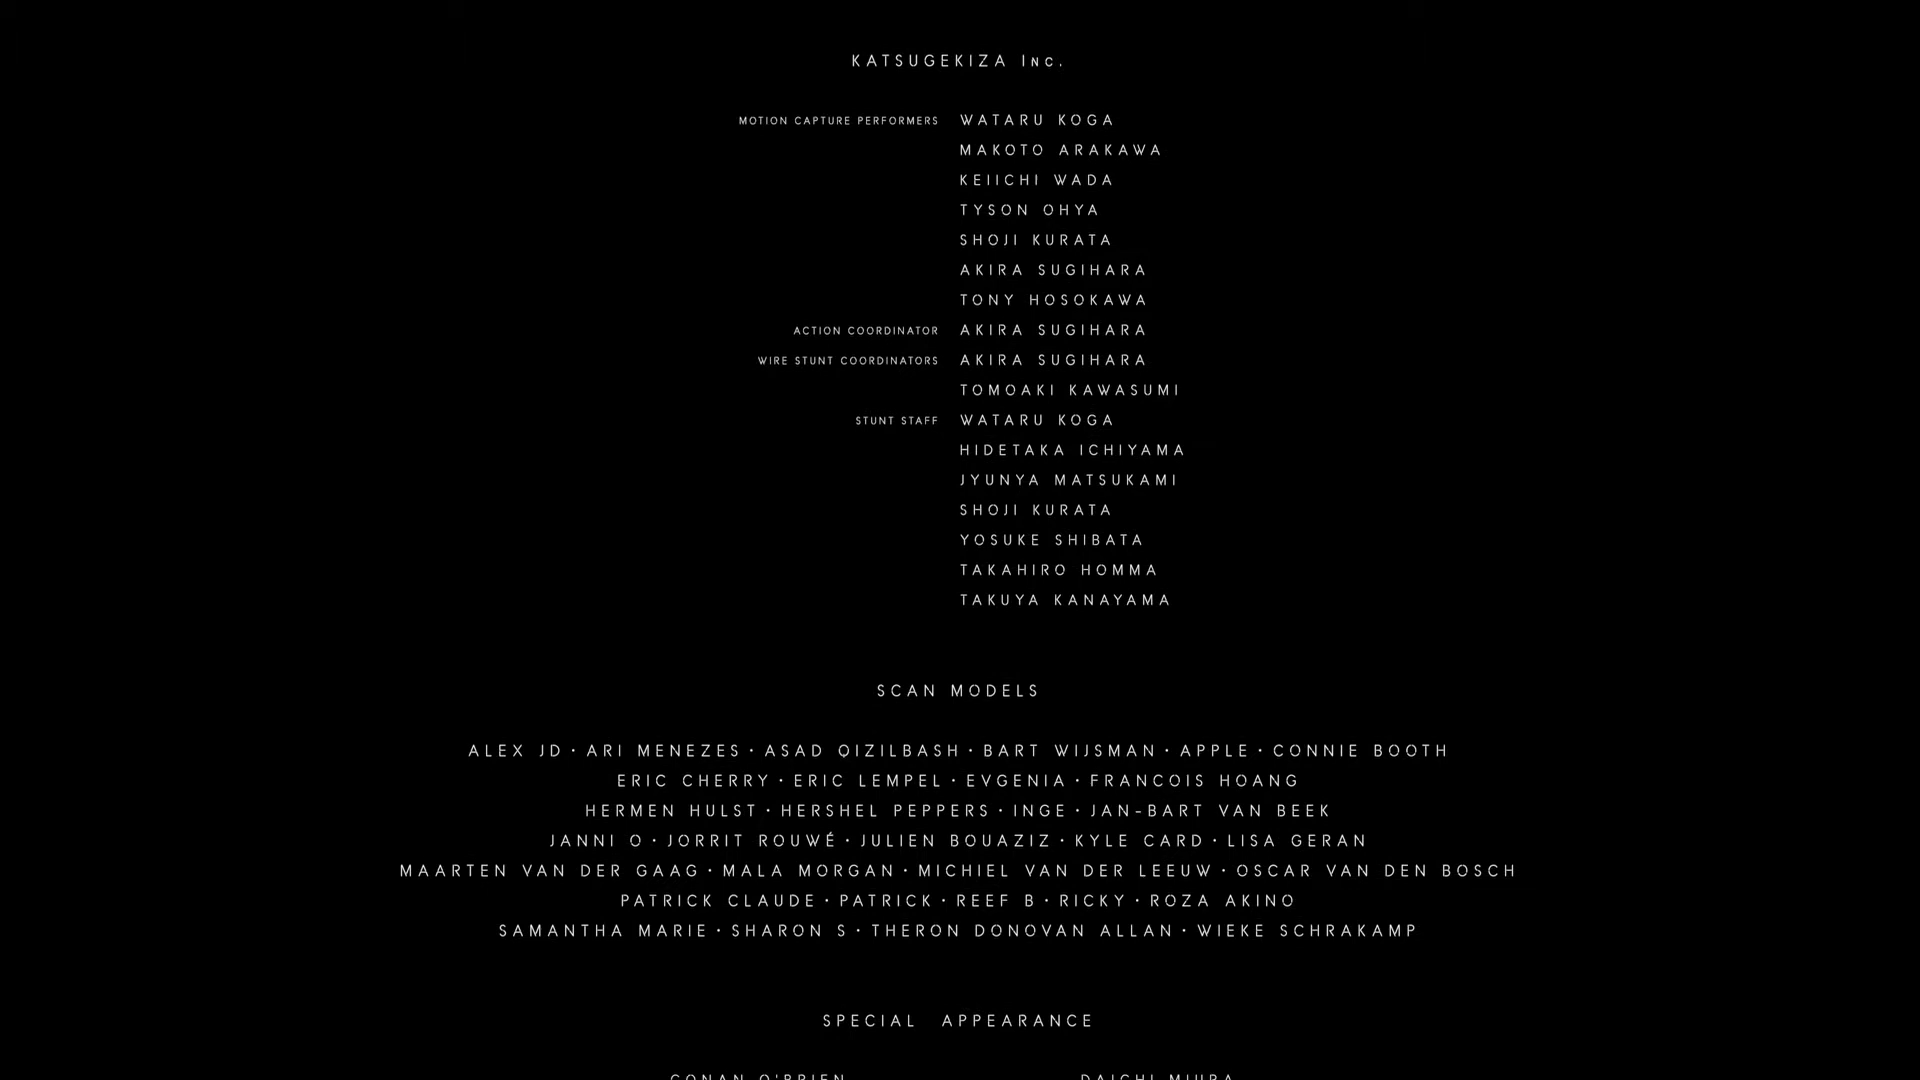 KATSUGEKIZA Inc.
MOTION CAPTURE PERFORMERS WATARU KOGA
MAKOTO ARAKAWA
KEIICHI WADA
TYSON OHYA
SHOJI KURATA
AKIRA SUGIHARA
TONY HOSOKAWA
ACTION COORDINATOR AKIRA SUGIHARA
WIRE STUNT COORDINATORS AKIRA SUGIHARA
TOMOAKI KAWASUMI
STUNT STAFF WATARU KOGA
HIDETAKA ICHIYAMA
JYUNYA MATSUKAMI
SHOJI KURATA
YOSUKE SHIBATA
TAKAHIRO HOMMA
TAKUYA KANAYAMA
SCAN MODELS
ALEX JD・ARI MENEZES・ASAD QIZILBASH・BART WIJSMAN・APPLE・CONNIE BOOTH
ERIC CHERRY・ERIC LEMPEL・EVGENIA・FRANCOIS HOANG
HERMEN HULST・HERSHEL PEPPERS・INGE・JAN-BART VAN BEEK
JANNI O・JORRIT ROUWÉ・JULIEN BOUAZIZ・KYLE CARD・LISA GERAN
MAARTEN VAN DER GAAG・MALA MORGAN・MICHIEL VAN DER LEEUW・OSCAR VAN DEN BOSCH
PATRICK CLAUDE・PATRICK・REEF B・RICKY・ROZA AKINO
SAMANTHA MARIE・SHARON S・THERON DONOVAN ALLAN・WIEKE SCHRAKAMP
SPECIAL APPEARANCE
CONAN O'BRIEN DAICHI MIURA